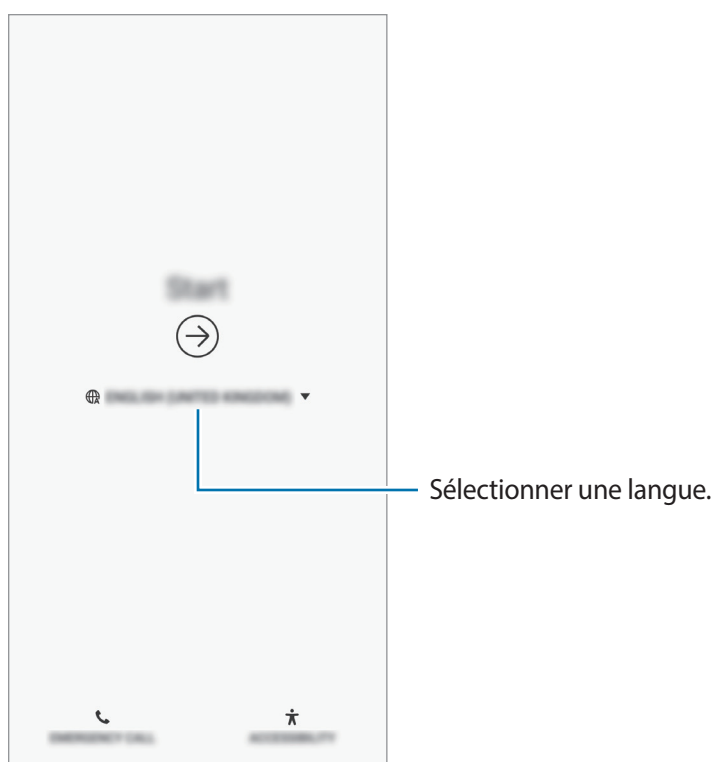 Start
ENGLISH (UNITED KINGDOM)
Sélectionner une langue.
EMERGENCY CALL
ACCESSIBILITY